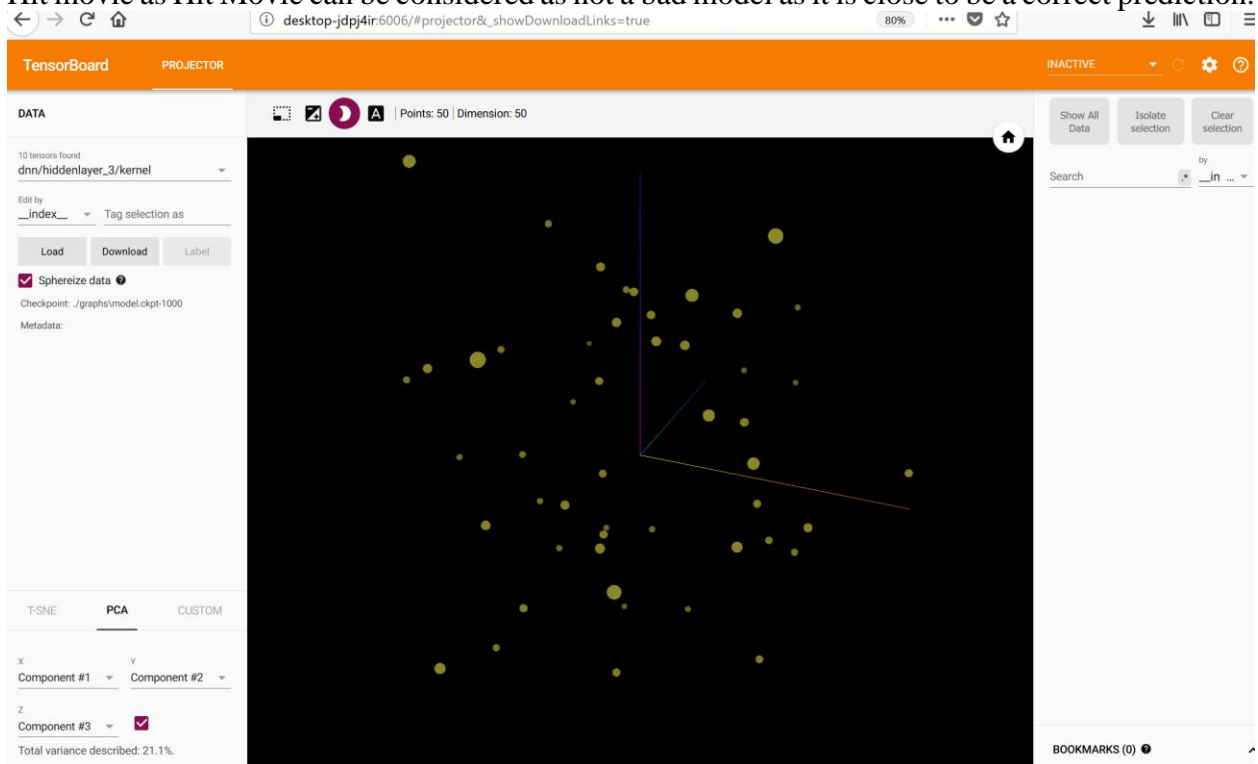 Hit movie as Hit Movie can be considered as not a bad model as it is close to be a correct prediction.
desktop-jdpj4ir:6006/#projector&_showDownloadLinks=true
80%
TensorBoard
PROJECTOR
INACTIVE
DATA
Points: 50 | Dimension: 50
Show All Data
Isolate selection
Clear selection
10 tensors found
dnn/hiddenlayer_3/kernel
by
Search
.*
__in ...
Edit by
__index__
Tag selection as
Load
Download
Label
Sphereize data
Checkpoint: ./graphs\model.ckpt-1000
Metadata:
T-SNE
PCA
CUSTOM
X
Y
Component #1
Component #2
Z
Component #3
Total variance described: 21.1%.
BOOKMARKS (0)